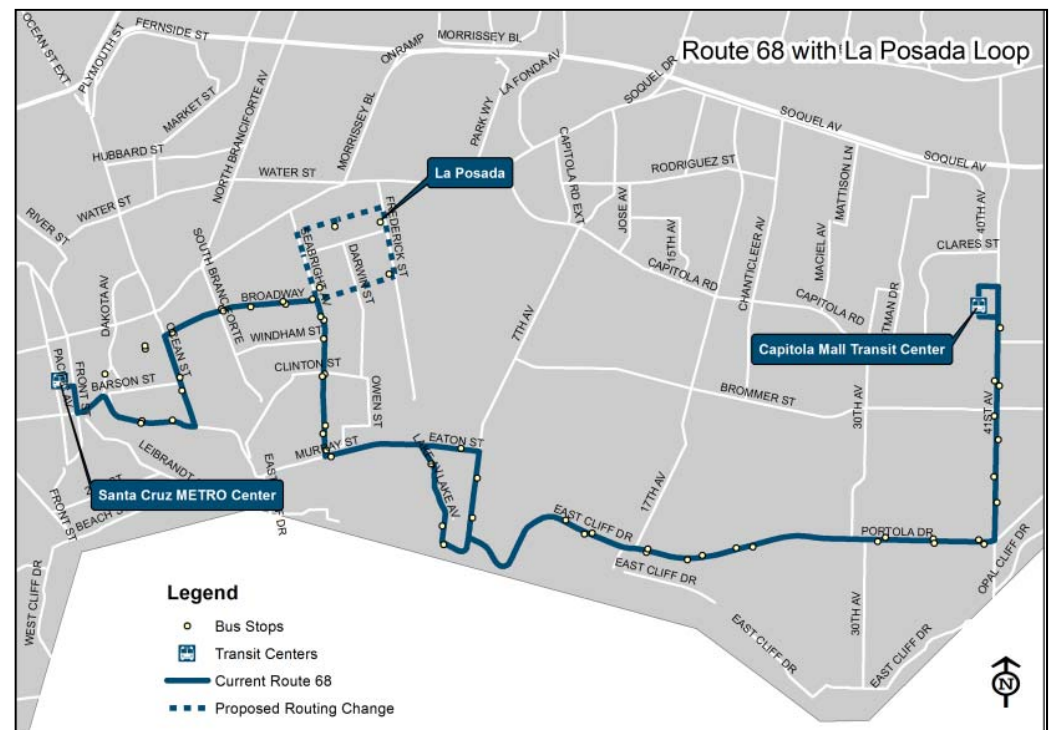 Route 68 with La Posada Loop
OCEAN ST EXT
PLYMOUTH ST
FERNSIDE ST
MORRISSEY BL
ONRAMP
LA FONDA AV
SOQUEL DR
SOQUEL AV
SOQUEL AV
MARKET ST
HUBBARD ST
NORTH BRANCIFORTE AV
MORRISSEY BL
PARK WY
CAPITOLA RD EXT
RODRIGUEZ ST
MATTISON LN
40TH AV
WATER ST
WATER ST
La Posada
RIVER ST
SOUTH BRANCIFORTE
SEABRIGHT AV
FREDERICK ST
DARWIN ST
JOSE AV
15TH AV
CHANTICLEER AV
MACIEL AV
CLARES ST
CAPITOLA RD
CAPITOLA RD
TMAN DR
DAKOTA AV
BROADWAY
WINDHAM ST
7TH AV
Capitola Mall Transit Center
PACIFIC AV
FRONT ST
BARSON ST
OCEAN ST
CLINTON ST
OWEN ST
BROMMER ST
30TH AV
41ST AV
LEIBRANDT
MURRAY ST
EATON ST
LAKE AV
LAKE AV
17TH AV
Santa Cruz METRO Center
FRONT ST
BEACH S
EAST
DR
EAST CLIFF DR
PORTOLA DR
WEST CLIFF DR
EAST CLIFF DR
OPAL CLIFF DR
30TH AV
EAST CLIFF DR
EAST CLIFF DR
Legend
Bus Stops
Transit Centers
Current Route 68
Proposed Routing Change
N